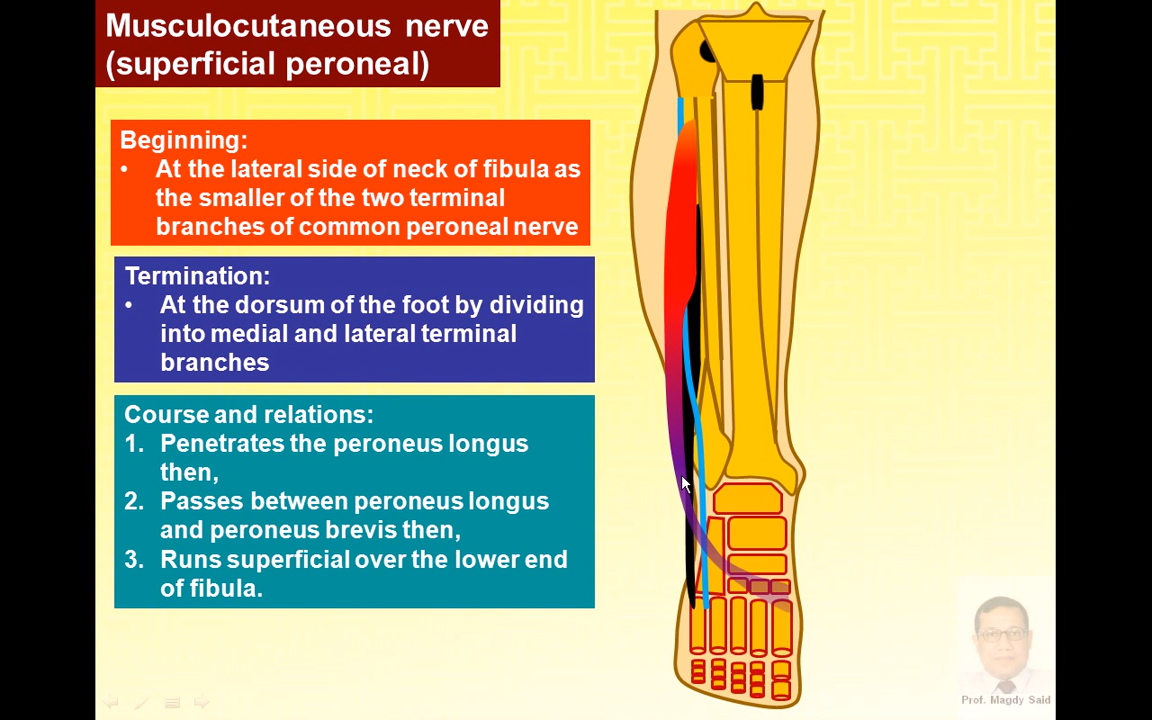 Musculocutaneous nerve
(superficial peroneal)
Beginning:
• At the lateral side of neck of fibula as
the smaller of the two terminal
branches of common peroneal nerve
Termination:
• At the dorsum of the foot by dividing
into medial and lateral terminal
branches
Course and relations:
1. Penetrates the peroneus longus
then,
2. Passes between peroneus longus
and peroneus brevis then,
3. Runs superficial over the lower end
of fibula.
Prof. Magdy Said